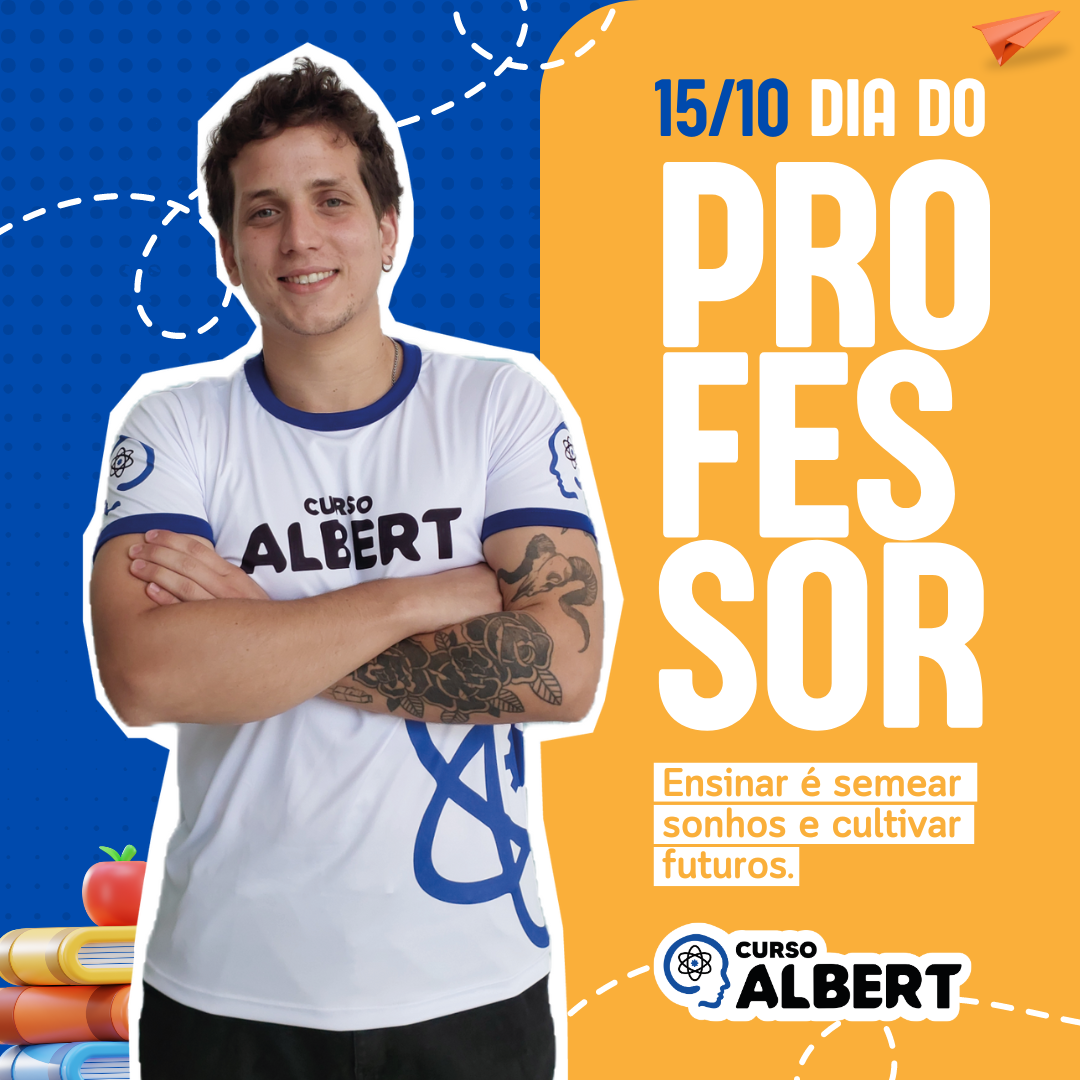 15/10 DIA DO
PRO
FES
SOR
Ensinar é semear
sonhos e cultivar
futuros.
CURSO
ALBERT
CURSO
ALBERT